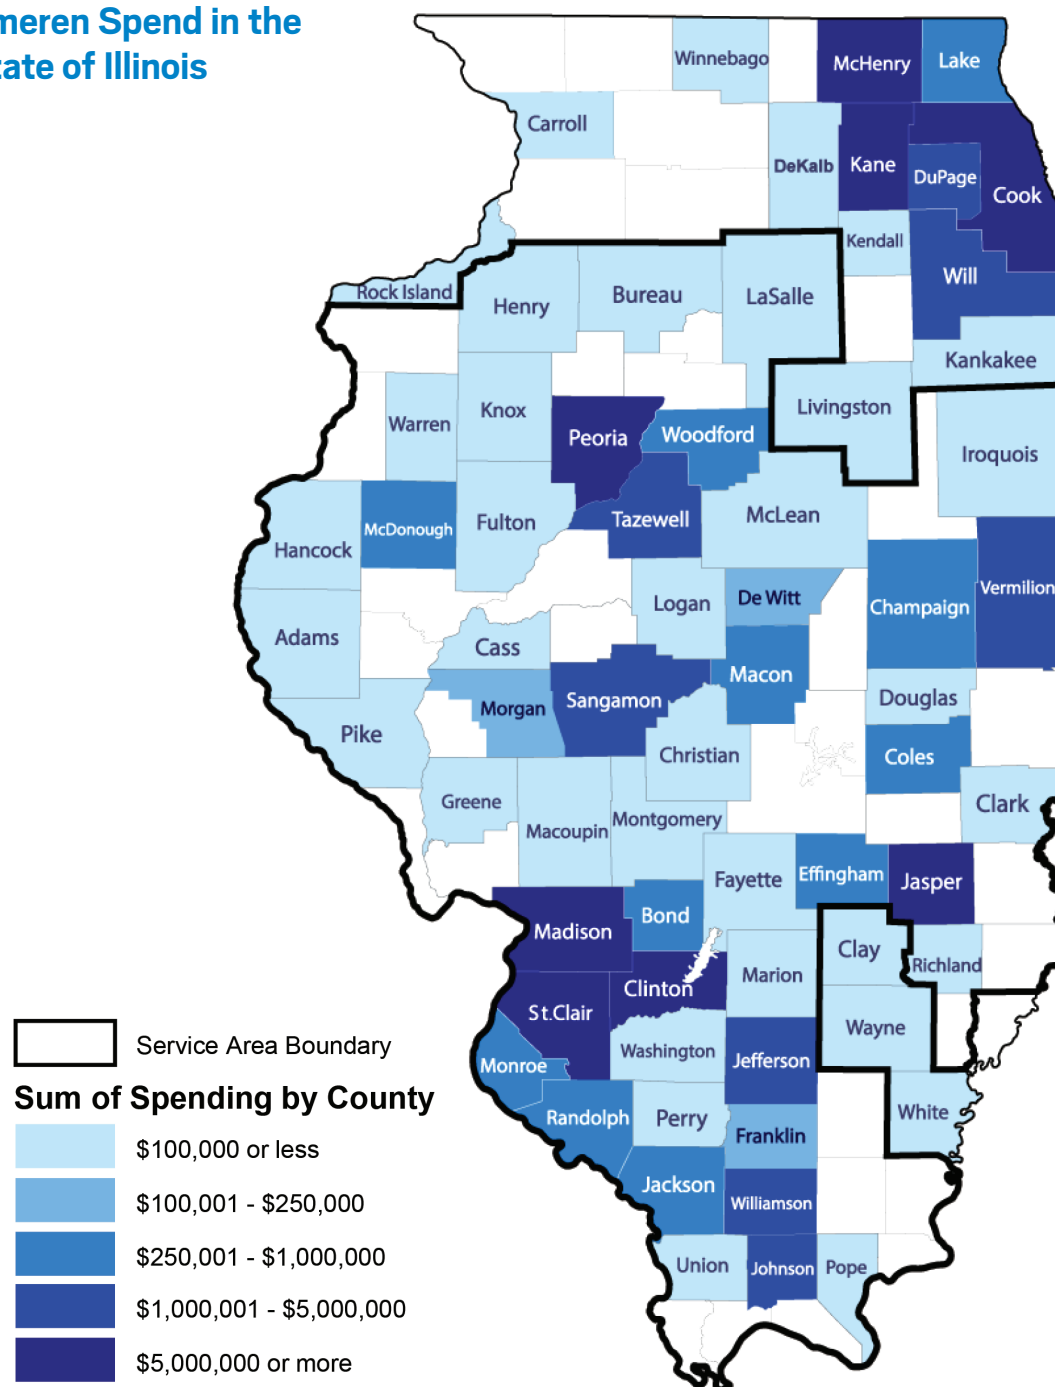 meren Spend in the
tate of Illinois
Winnebago
McHenry
Lake
Carroll
DeKalb
Kane
DuPage
Cook
Kendall
Will
Rock Island
Henry
Bureau
LaSalle
Kankakee
Warren
Knox
Peoria
Woodford
Livingston
Iroquois
Hancock
McDonough
Fulton
Tazewell
McLean
Adams
Cass
Logan
De Witt
Champaign
Vermilion
Pike
Morgan
Sangamon
Macon
Douglas
Christian
Coles
Greene
Macoupin
Montgomery
Clark
Fayette
Effingham
Jasper
Madison
Bond
Clay
Richland
St.Clair
Clinton
Marion
Wayne
Monroe
Washington
Jefferson
Randolph
Perry
Franklin
White
Jackson
Williamson
Union
Johnson
Pope
Service Area Boundary
Sum of Spending by County
$100,000 or less
$100,001 - $250,000
$250,001 - $1,000,000
$1,000,001 - $5,000,000
$5,000,000 or more